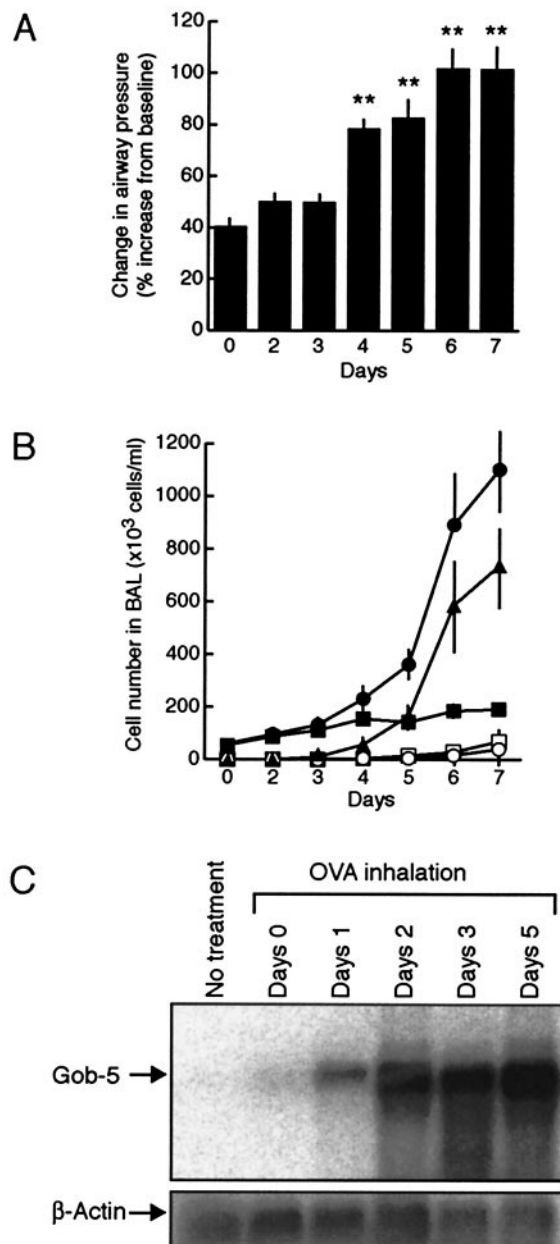 A
Change in airway pressure
(% increase from baseline)
120
100
80
60
40
20
0
** ** ** **
0 2 3 4 5 6 7
Days
B
Cell number in BAL (x10³ cells/ml)
1200
1000
800
600
400
200
0
0 2 3 4 5 6 7
Days
C
OVA inhalation
No treatment
Days 0
Days 1
Days 2
Days 3
Days 5
Gob-5
β-Actin